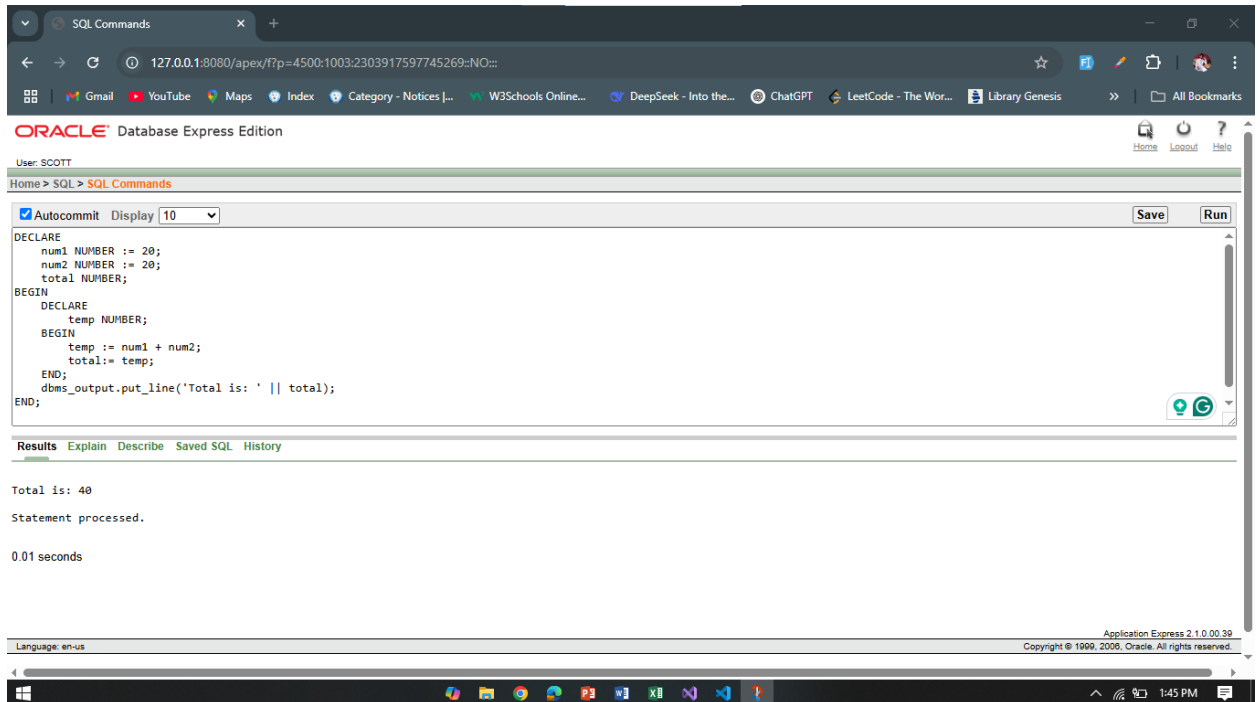 SQL Commands
127.0.0.1:8080/apex/f?p=4500:1003:2303917597745269::NO:::
Gmail YouTube Maps Index Category - Notices |... W3Schools Online... DeepSeek - Into the... ChatGPT LeetCode - The Wor... Library Genesis » All Bookmarks
ORACLE Database Express Edition
Home Logout Help
User: SCOTT
Home > SQL > SQL Commands
Autocommit Display 10 Save Run
DECLARE
    num1 NUMBER := 20;
    num2 NUMBER := 20;
    total NUMBER;
BEGIN
    DECLARE
        temp NUMBER;
    BEGIN
        temp := num1 + num2;
        total:= temp;
    END;
    dbms_output.put_line('Total is: ' || total);
END;
Results Explain Describe Saved SQL History
Total is: 40
Statement processed.
0.01 seconds
Application Express 2.1.0.00.39
Language: en-us Copyright © 1999, 2006, Oracle. All rights reserved.
1:45 PM